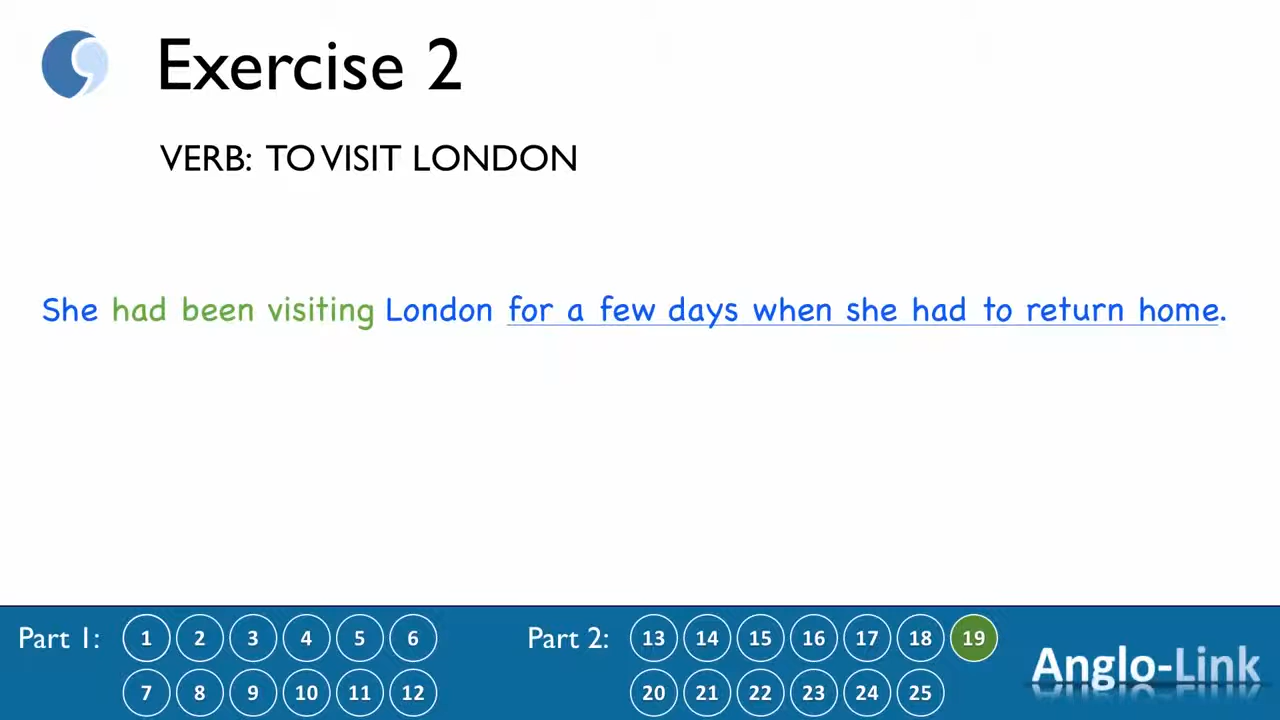 Exercise 2
VERB: TO VISIT LONDON
She had been visiting London for a few days when she had to return home.
Part 1: 1 2 3 4 5 6
7 8 9 10 11 12
Part 2: 13 14 15 16 17 18 19
20 21 22 23 24 25
Anglo-Link